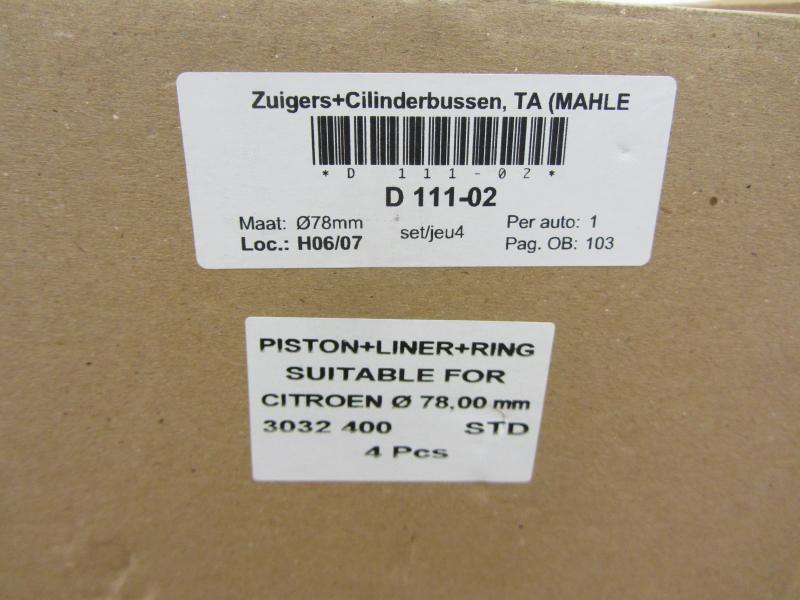 Zuigers+Cilinderbussen, TA (MAHLE
* D 111-02 *
D 111-02
Maat: Ø78mm set/jeu4 Per auto: 1
Loc.: H06/07 Pag. OB: 103
PISTON+LINER+RING
SUITABLE FOR
CITROEN Ø 78,00 mm
3032 400 STD
4 Pcs